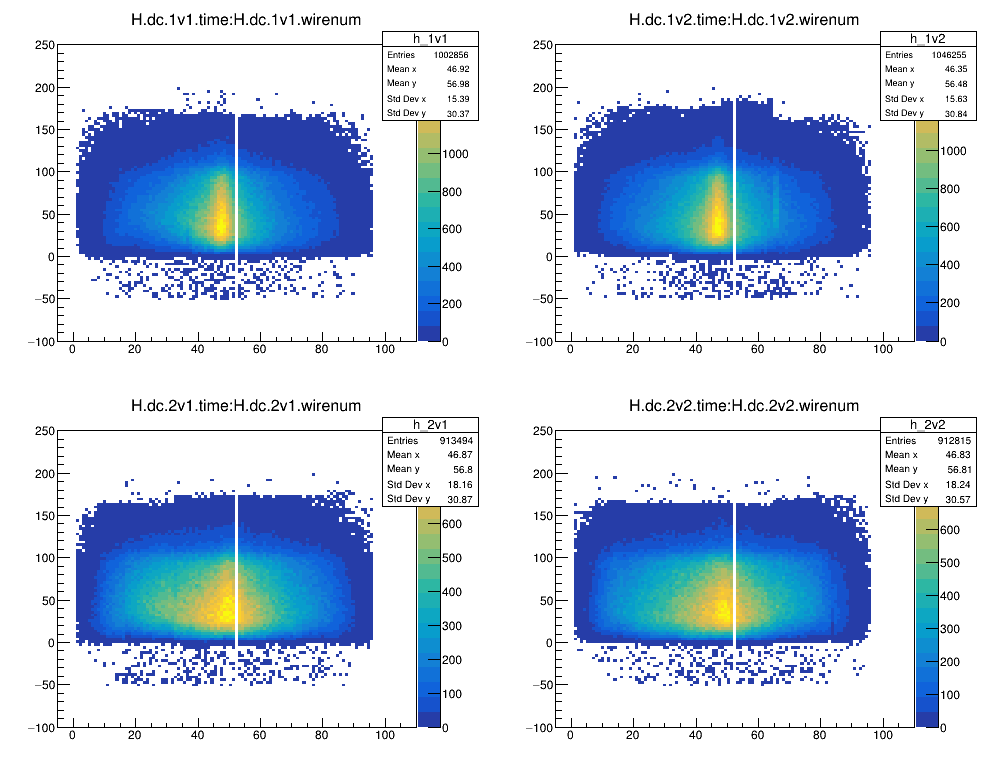 H.dc.1v1.time:H.dc.1v1.wirenum
h_1v1
Entries 1002856
Mean x 46.92
Mean y 56.98
Std Dev x 15.39
Std Dev y 30.37
250
200
150
100
50
0
−50
−100
0 20 40 60 80 100
1000
800
600
400
200
0
H.dc.1v2.time:H.dc.1v2.wirenum
h_1v2
Entries 1046255
Mean x 46.35
Mean y 56.48
Std Dev x 15.63
Std Dev y 30.84
250
200
150
100
50
0
−50
−100
0 20 40 60 80 100
1000
800
600
400
200
0
H.dc.2v1.time:H.dc.2v1.wirenum
h_2v1
Entries 913494
Mean x 46.87
Mean y 56.8
Std Dev x 18.16
Std Dev y 30.87
250
200
150
100
50
0
−50
−100
0 20 40 60 80 100
600
500
400
300
200
100
0
H.dc.2v2.time:H.dc.2v2.wirenum
h_2v2
Entries 912815
Mean x 46.83
Mean y 56.81
Std Dev x 18.24
Std Dev y 30.57
250
200
150
100
50
0
−50
−100
0 20 40 60 80 100
600
500
400
300
200
100
0